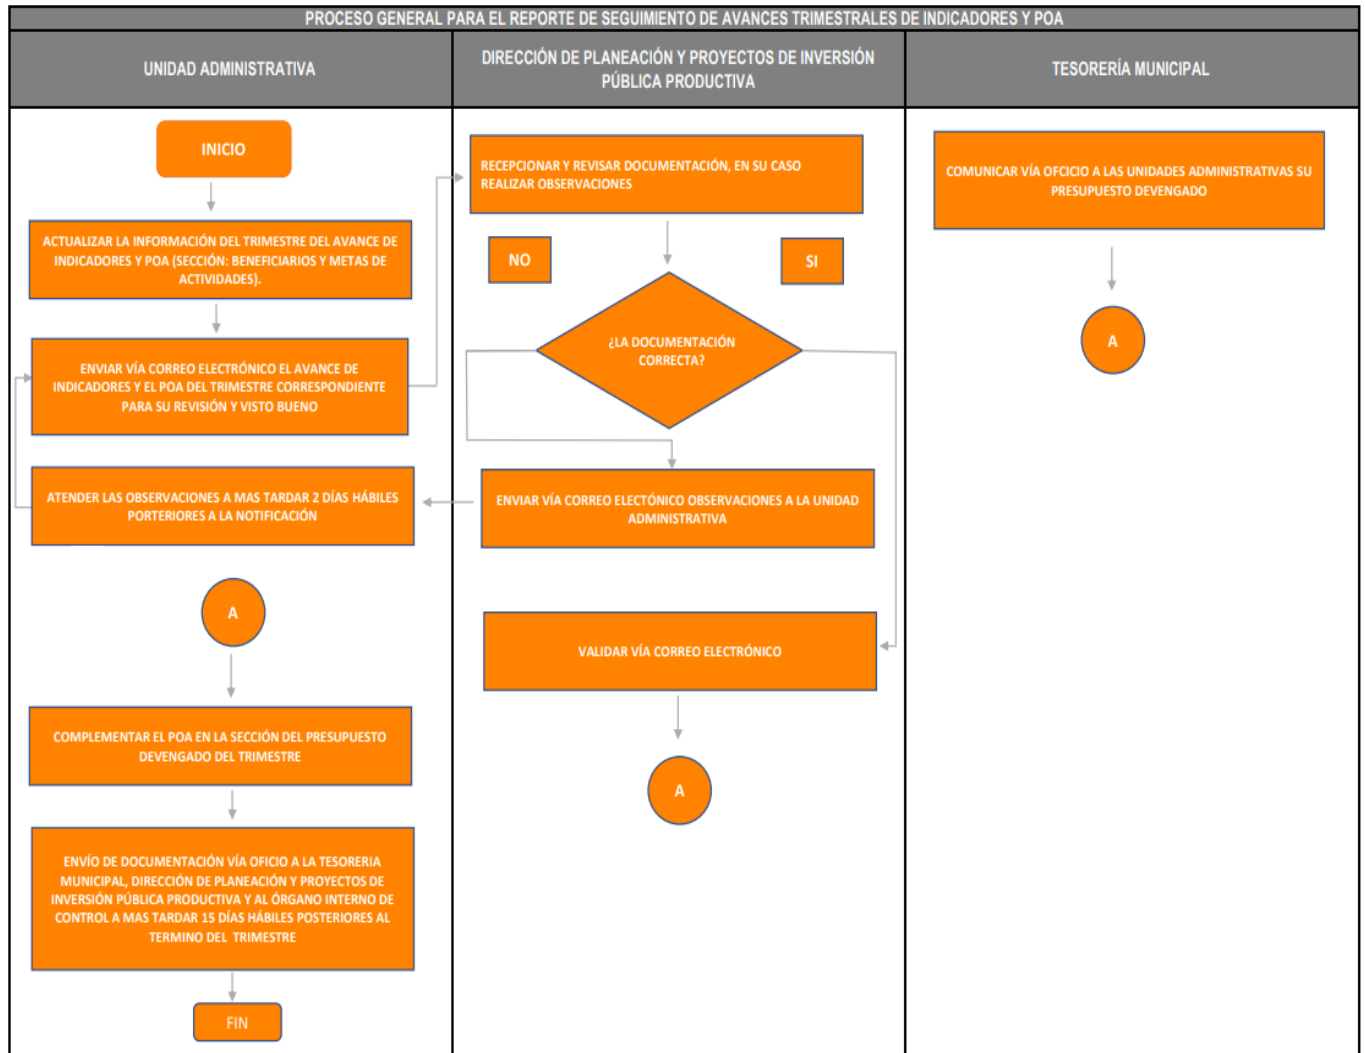 PROCESO GENERAL PARA EL REPORTE DE SEGUIMIENTO DE AVANCES TRIMESTRALES DE INDICADORES Y POA
UNIDAD ADMINISTRATIVA
DIRECCIÓN DE PLANEACIÓN Y PROYECTOS DE INVERSIÓN
PÚBLICA PRODUCTIVA
TESORERÍA MUNICIPAL
INICIO
ACTUALIZAR LA INFORMACIÓN DEL TRIMESTRE DEL AVANCE DE
INDICADORES Y POA (SECCIÓN: BENEFICIARIOS Y METAS DE
ACTIVIDADES).
ENVIAR VÍA CORREO ELECTRÓNICO EL AVANCE DE
INDICADORES Y EL POA DEL TRIMESTRE CORRESPONDIENTE
PARA SU REVISIÓN Y VISTO BUENO
ATENDER LAS OBSERVACIONES A MAS TARDAR 2 DÍAS HÁBILES
PORTERIORES A LA NOTIFICACIÓN
A
COMPLEMENTAR EL POA EN LA SECCIÓN DEL PRESUPUESTO
DEVENGADO DEL TRIMESTRE
ENVÍO DE DOCUMENTACIÓN VÍA OFICIO A LA TESORERIA
MUNICIPAL, DIRECCIÓN DE PLANEACIÓN Y PROYECTOS DE
INVERSIÓN PÚBLICA PRODUCTIVA Y AL ÓRGANO INTERNO DE
CONTROL A MAS TARDAR 15 DÍAS HÁBILES POSTERIORES AL
TERMINO DEL TRIMESTRE
FIN
RECEPCIONAR Y REVISAR DOCUMENTACIÓN, EN SU CASO
REALIZAR OBSERVACIONES
NO
SI
¿LA DOCUMENTACIÓN
CORRECTA?
ENVIAR VÍA CORREO ELECTÓNICO OBSERVACIONES A LA UNIDAD
ADMINISTRATIVA
VALIDAR VÍA CORREO ELECTRÓNICO
A
COMUNICAR VÍA OFCICIO A LAS UNIDADES ADMINISTRATIVAS SU
PRESUPUESTO DEVENGADO
A